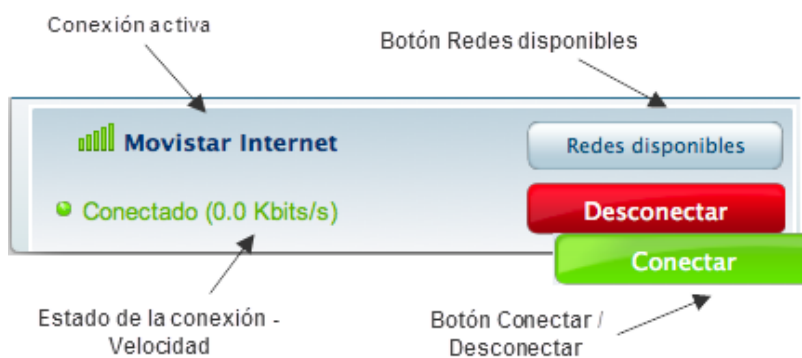 Conexión activa
Botón Redes disponibles
Movistar Internet
Redes disponibles
Conectado (0.0 Kbits/s)
Desconectar
Conectar
Estado de la conexión -
Velocidad
Botón Conectar /
Desconectar